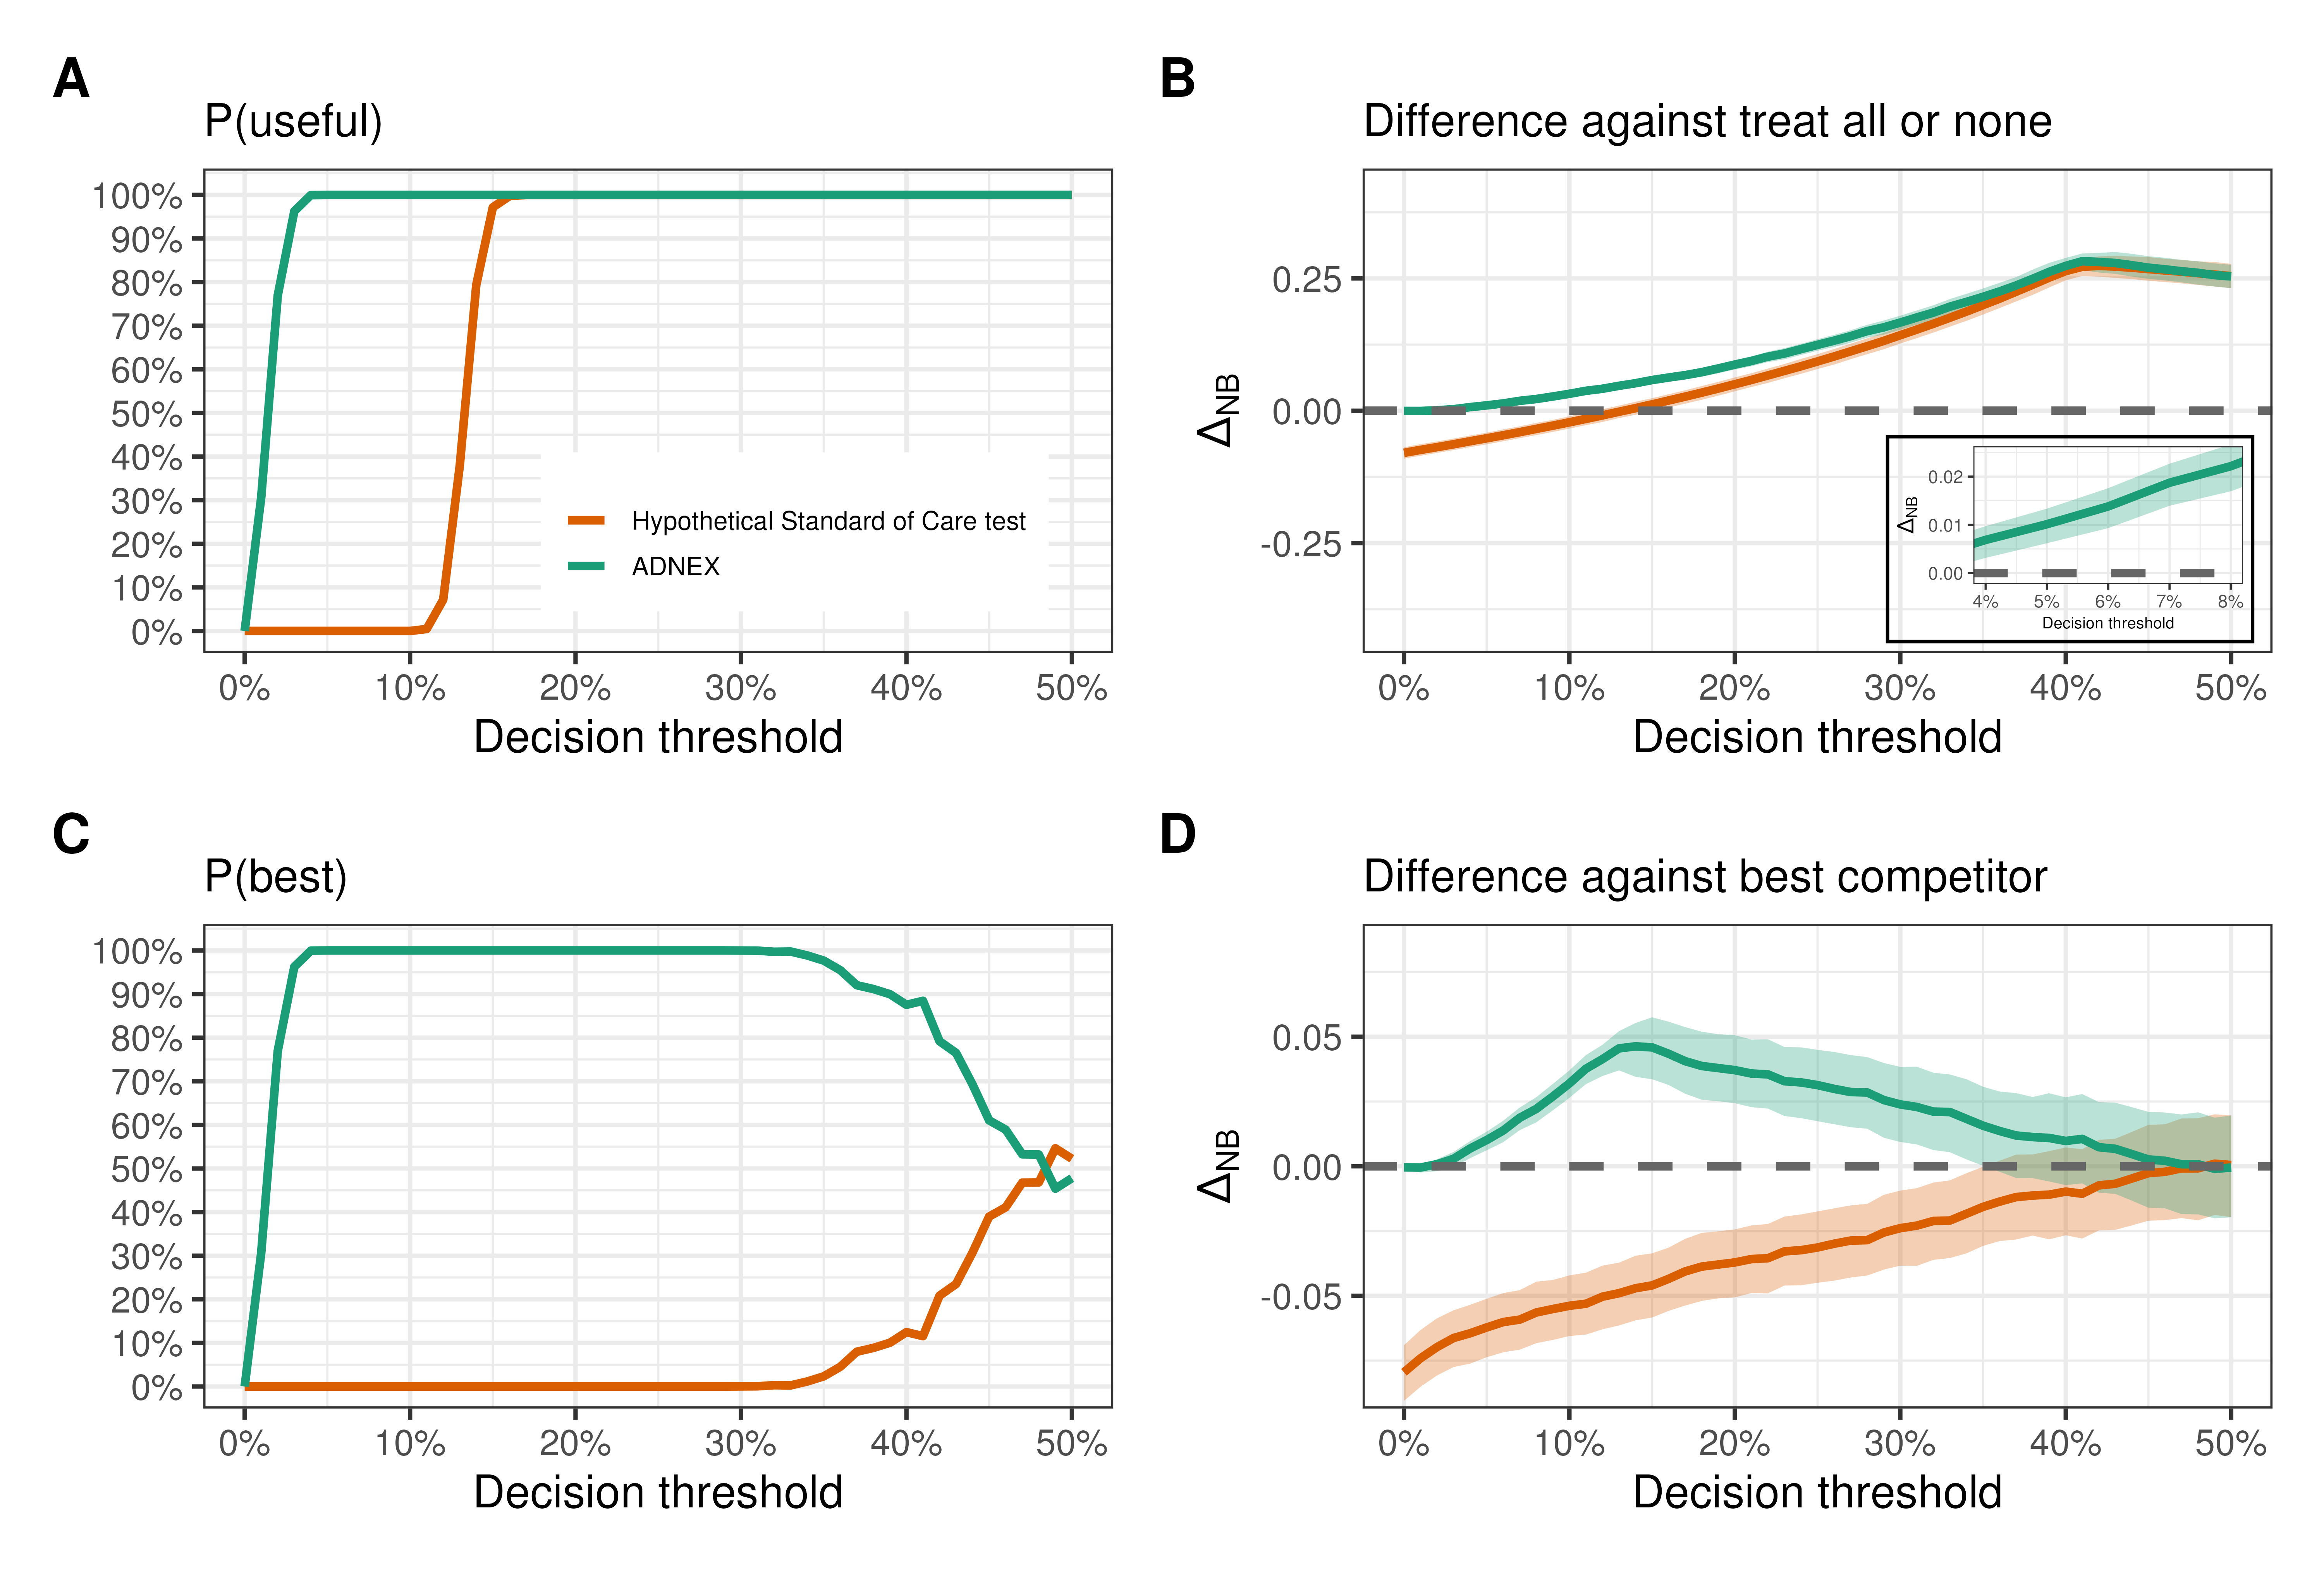 A
P(useful)
100%
90%
80%
70%
60%
50%
40%
30%
20%
10%
0%
Hypothetical Standard of Care test
ADNEX
0% 10% 20% 30% 40% 50%
Decision threshold
B
Difference against treat all or none
ΔNB
0.25
0.00
-0.25
ΔNB
0.02
0.01
0.00
4% 5% 6% 7% 8%
Decision threshold
0% 10% 20% 30% 40% 50%
Decision threshold
C
P(best)
100%
90%
80%
70%
60%
50%
40%
30%
20%
10%
0%
0% 10% 20% 30% 40% 50%
Decision threshold
D
Difference against best competitor
ΔNB
0.05
0.00
-0.05
0% 10% 20% 30% 40% 50%
Decision threshold